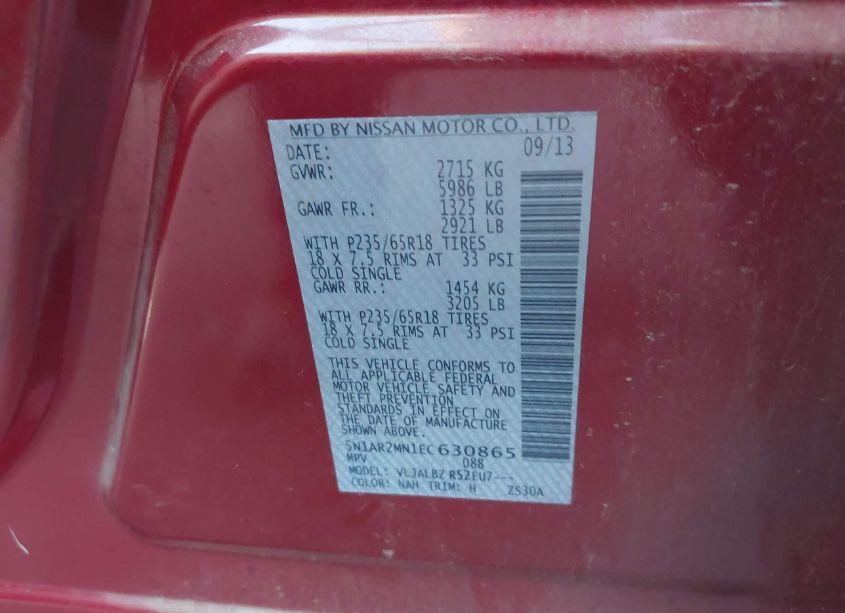 MFD BY NISSAN MOTOR CO., LTD.
DATE: 09/13
GVWR: 2715 KG
5986 LB
GAWR FR.: 1325 KG
2921 LB
WITH P235/65R18 TIRES
18 X 7.5 RIMS AT 33 PSI
COLD SINGLE
GAWR RR.: 1454 KG
3205 LB
WITH P235/65R18 TIRES
18 X 7.5 RIMS AT 33 PSI
COLD SINGLE
THIS VEHICLE CONFORMS TO
ALL APPLICABLE FEDERAL
MOTOR VEHICLE SAFETY AND
THEFT PREVENTION
STANDARDS IN EFFECT ON
THE DATE OF MANUFACTURE
SHOWN ABOVE.
5N1AR2MN1EC630865
MPV 088
MODEL: VLJALBZ R52EU7---
COLOR: NAH TRIM: H ZS30A